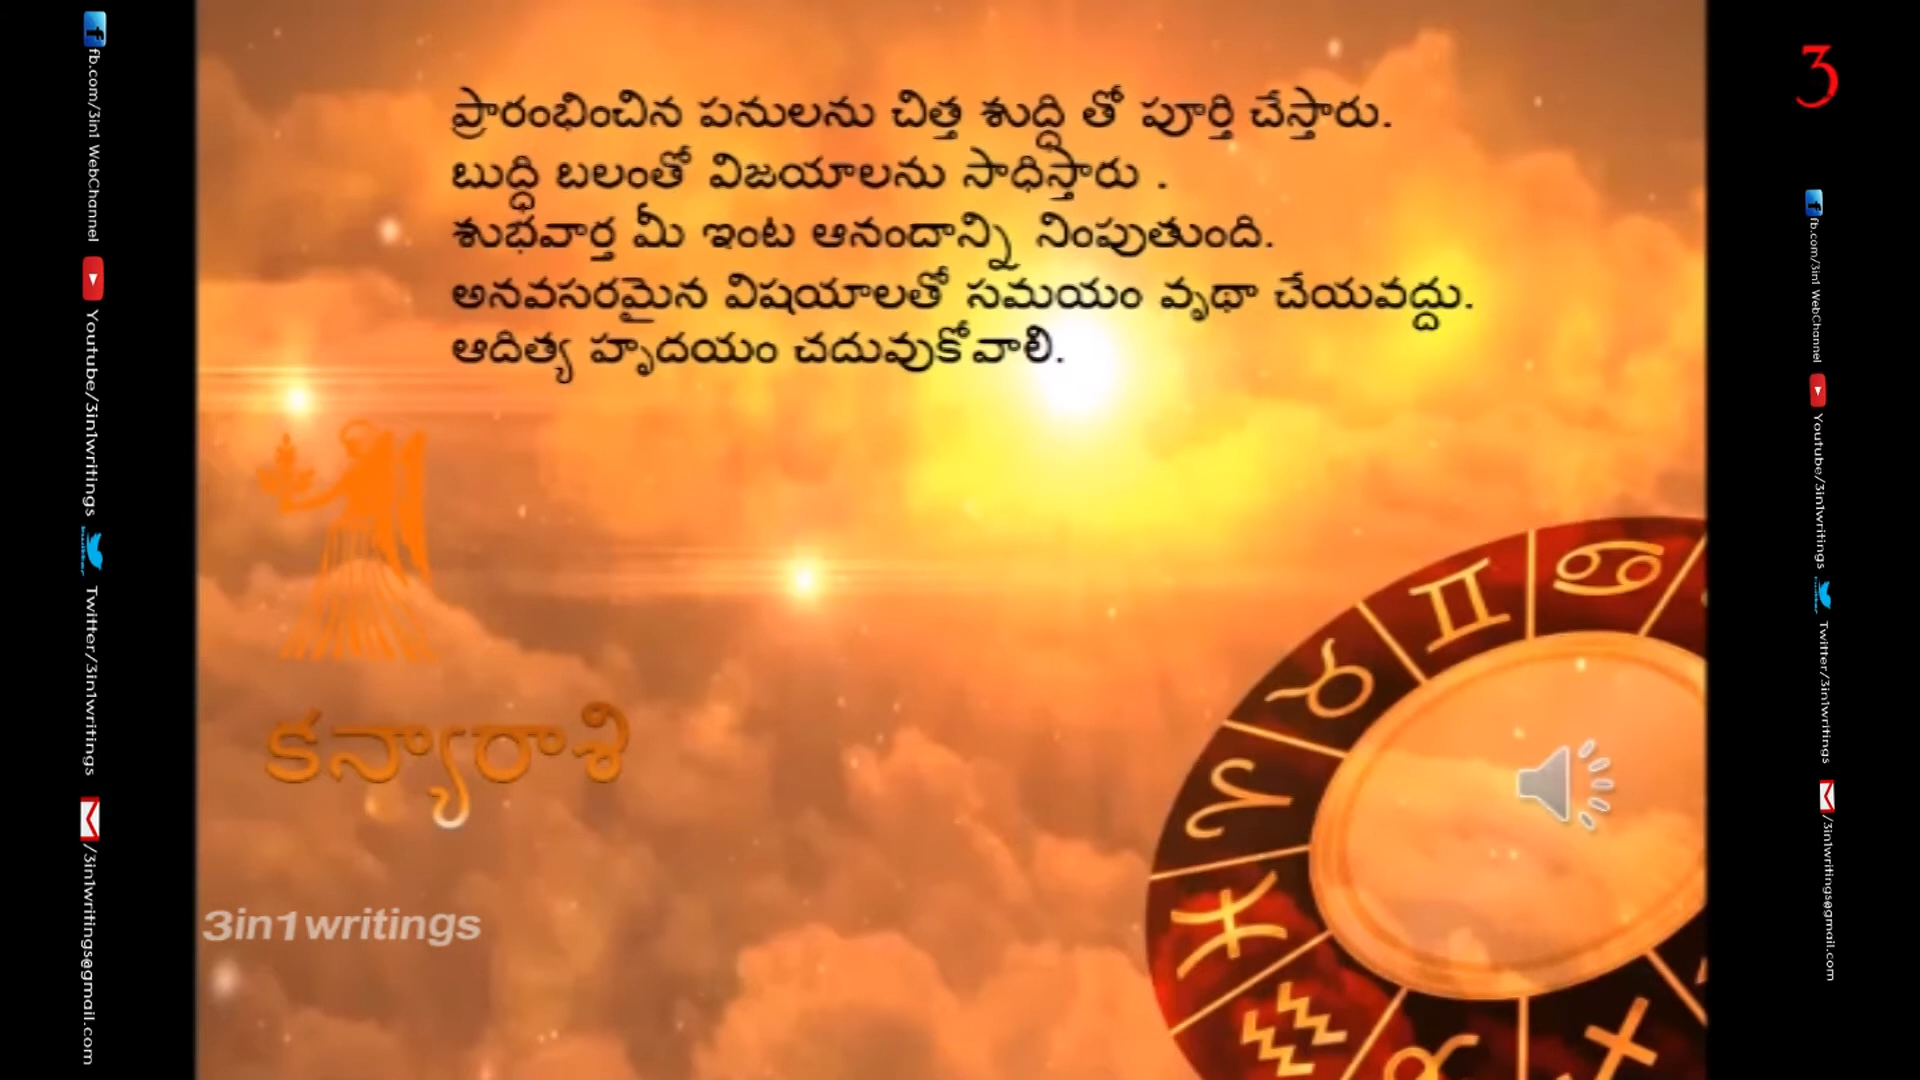 ప్రారంభించిన పనులను చిత్త శుద్ధి తో పూర్తి చేస్తారు.
బుద్ధి బలంతో విజయాలను సాధిస్తారు .
శుభవార్త మీ ఇంట ఆనందాన్ని నింపుతుంది.
అనవసరమైన విషయాలతో సమయం వృథా చేయవద్దు.
ఆదిత్య హృదయం చదువుకోవాలి.
కన్యారాశి
3in1writings
fb.com/3in1 WebChannel
Youtube/3in1writings
Twitter/3in1writings
/3in1writings@gmail.com
3
fb.com/3in1 WebChannel
Youtube/3in1writings
Twitter/3in1writings
/3in1writings@gmail.com